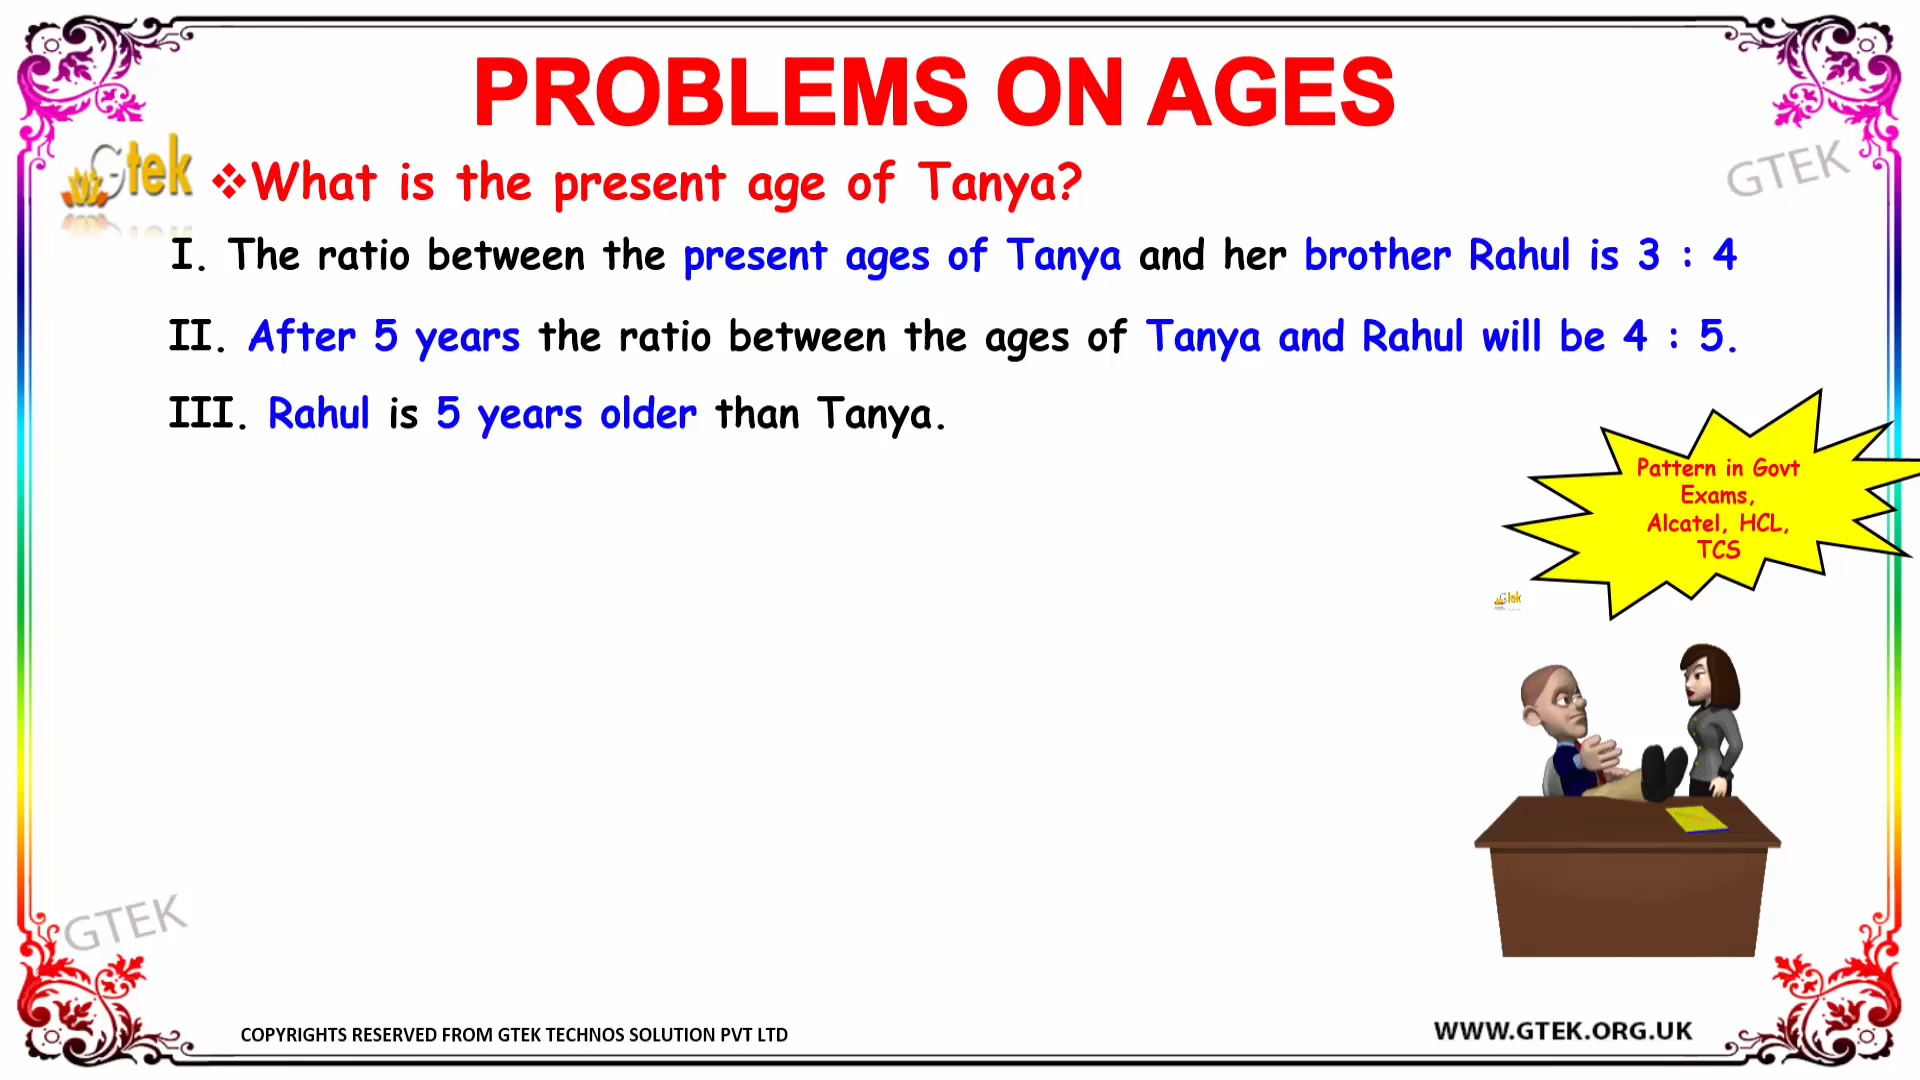 PROBLEMS ON AGES
Gtek
❖What is the present age of Tanya?
GTEK
I. The ratio between the present ages of Tanya and her brother Rahul is 3 : 4
II. After 5 years the ratio between the ages of Tanya and Rahul will be 4 : 5.
III. Rahul is 5 years older than Tanya.
Pattern in Govt
Exams,
Alcatel, HCL,
TCS
Gtek
GTEK
COPYRIGHTS RESERVED FROM GTEK TECHNOS SOLUTION PVT LTD
WWW.GTEK.ORG.UK